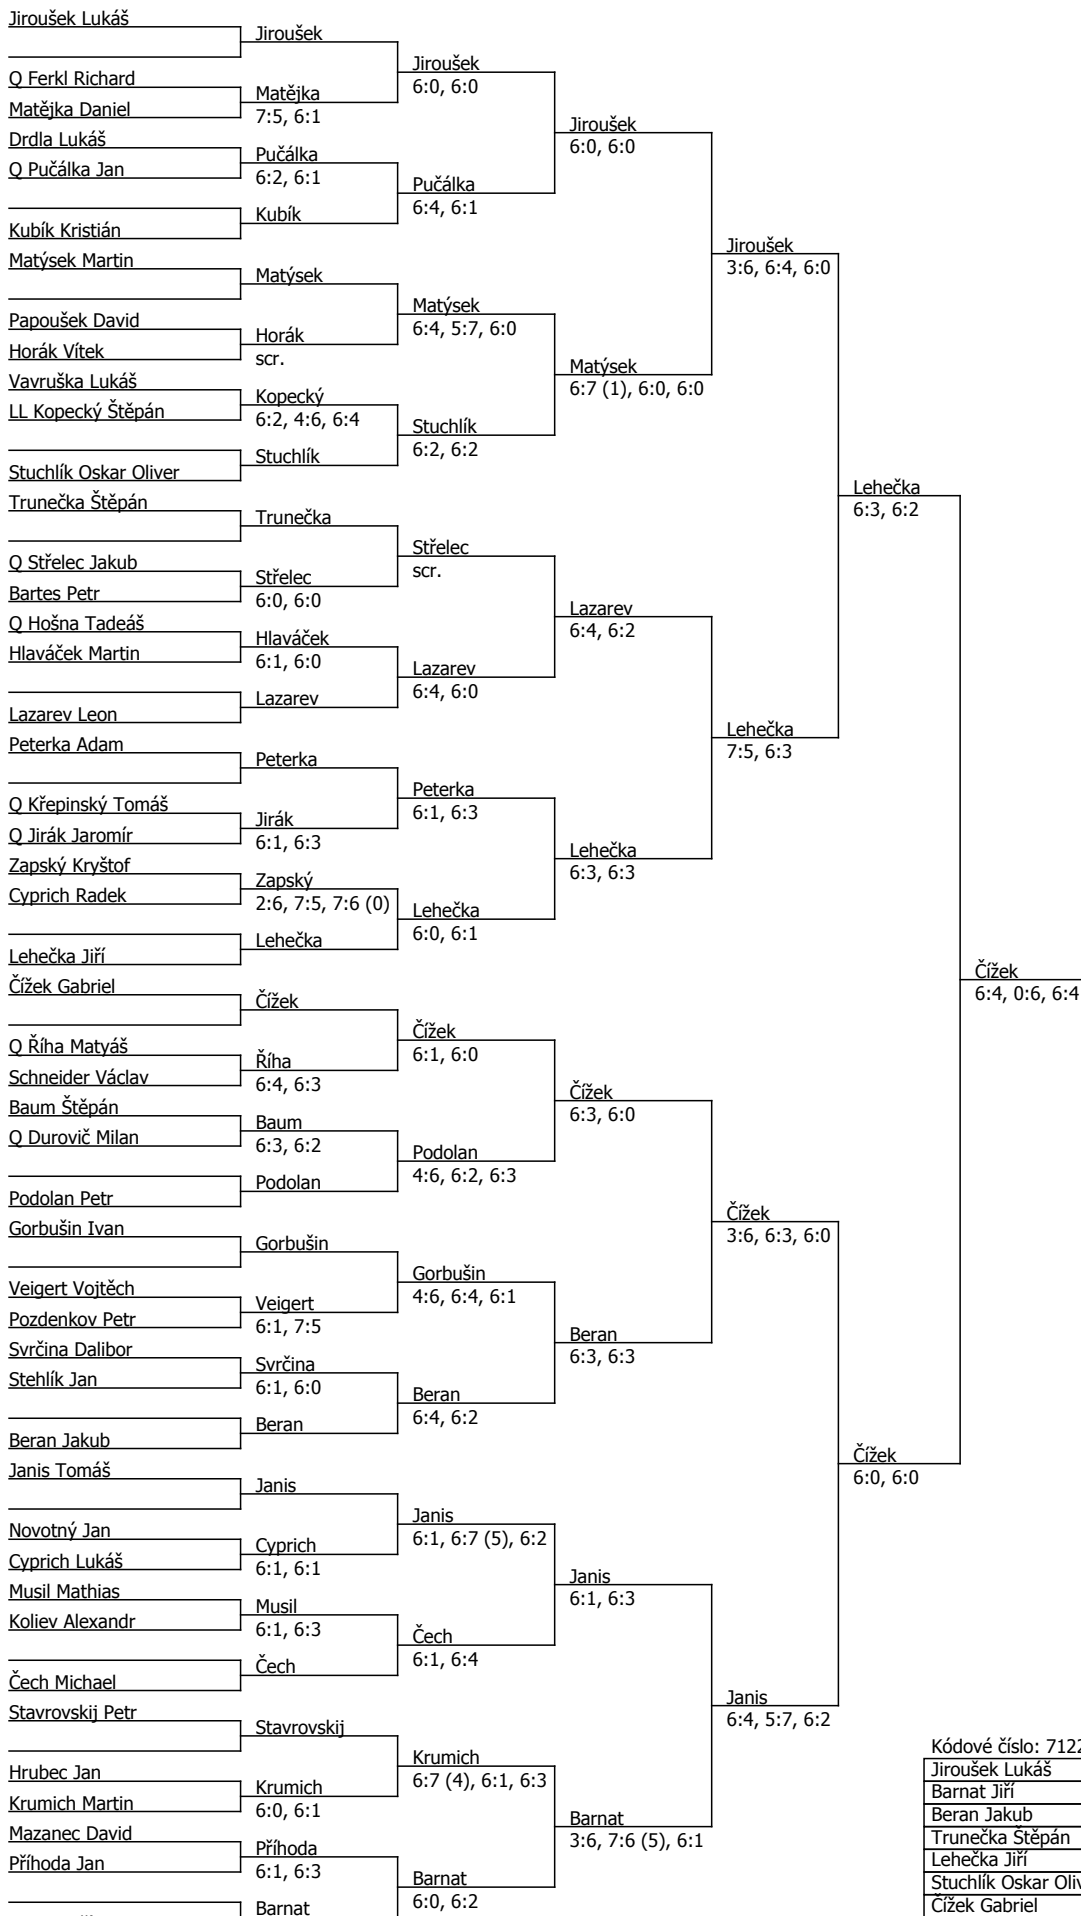 Jiroušek Lukáš
Q Ferkl Richard
Matějka Daniel
Drdla Lukáš
Q Pučálka Jan
Kubík Kristián
Matýsek Martin
Papoušek David
Horák Vítek
Vavruška Lukáš
LL Kopecký Štěpán
Stuchlík Oskar Oliver
Trunečka Štěpán
Q Střelec Jakub
Bartes Petr
Q Hošna Tadeáš
Hlaváček Martin
Lazarev Leon
Peterka Adam
Q Křepinský Tomáš
Q Jirák Jaromír
Zapský Kryštof
Cyprich Radek
Lehečka Jiří
Čížek Gabriel
Q Říha Matyáš
Schneider Václav
Baum Štěpán
Q Durovič Milan
Podolan Petr
Gorbušin Ivan
Veigert Vojtěch
Pozdenkov Petr
Svrčina Dalibor
Stehlík Jan
Beran Jakub
Janis Tomáš
Novotný Jan
Cyprich Lukáš
Musil Mathias
Koliev Alexandr
Čech Michael
Stavrovskij Petr
Hrubec Jan
Krumich Martin
Mazanec David
Příhoda Jan
Jiroušek
Matějka
7:5, 6:1
Pučálka
6:2, 6:1
Kubík
Matýsek
Horák
scr.
Kopecký
6:2, 4:6, 6:4
Stuchlík
Trunečka
Střelec
6:0, 6:0
Hlaváček
6:1, 6:0
Lazarev
Peterka
Jirák
6:1, 6:3
Zapský
2:6, 7:5, 7:6 (0)
Lehečka
Čížek
Říha
6:4, 6:3
Baum
6:3, 6:2
Podolan
Gorbušin
Veigert
6:1, 7:5
Svrčina
6:1, 6:0
Beran
Janis
Cyprich
6:1, 6:1
Musil
6:1, 6:3
Čech
Stavrovskij
Krumich
6:0, 6:1
Příhoda
6:1, 6:3
Barnat
Jiroušek
6:0, 6:0
Pučálka
6:4, 6:1
Matýsek
6:4, 5:7, 6:0
Stuchlík
6:2, 6:2
Střelec
scr.
Lazarev
6:4, 6:0
Peterka
6:1, 6:3
Lehečka
6:0, 6:1
Čížek
6:1, 6:0
Podolan
4:6, 6:2, 6:3
Gorbušin
4:6, 6:4, 6:1
Beran
6:4, 6:2
Janis
6:1, 6:7 (5), 6:2
Čech
6:1, 6:4
Krumich
6:7 (4), 6:1, 6:3
Barnat
6:0, 6:2
Jiroušek
6:0, 6:0
Matýsek
6:7 (1), 6:0, 6:0
Lazarev
6:4, 6:2
Lehečka
6:3, 6:3
Čížek
6:3, 6:0
Beran
6:3, 6:3
Janis
6:1, 6:3
Barnat
3:6, 7:6 (5), 6:1
Jiroušek
3:6, 6:4, 6:0
Lehečka
7:5, 6:3
Čížek
3:6, 6:3, 6:0
Janis
6:4, 5:7, 6:2
Lehečka
6:3, 6:2
Čížek
6:0, 6:0
Čížek
6:4, 0:6, 6:4
Kódové číslo: 7122
Jiroušek Lukáš
Barnat Jiří
Beran Jakub
Trunečka Štěpán
Lehečka Jiří
Stuchlík Oskar Oliv
Čížek Gabriel